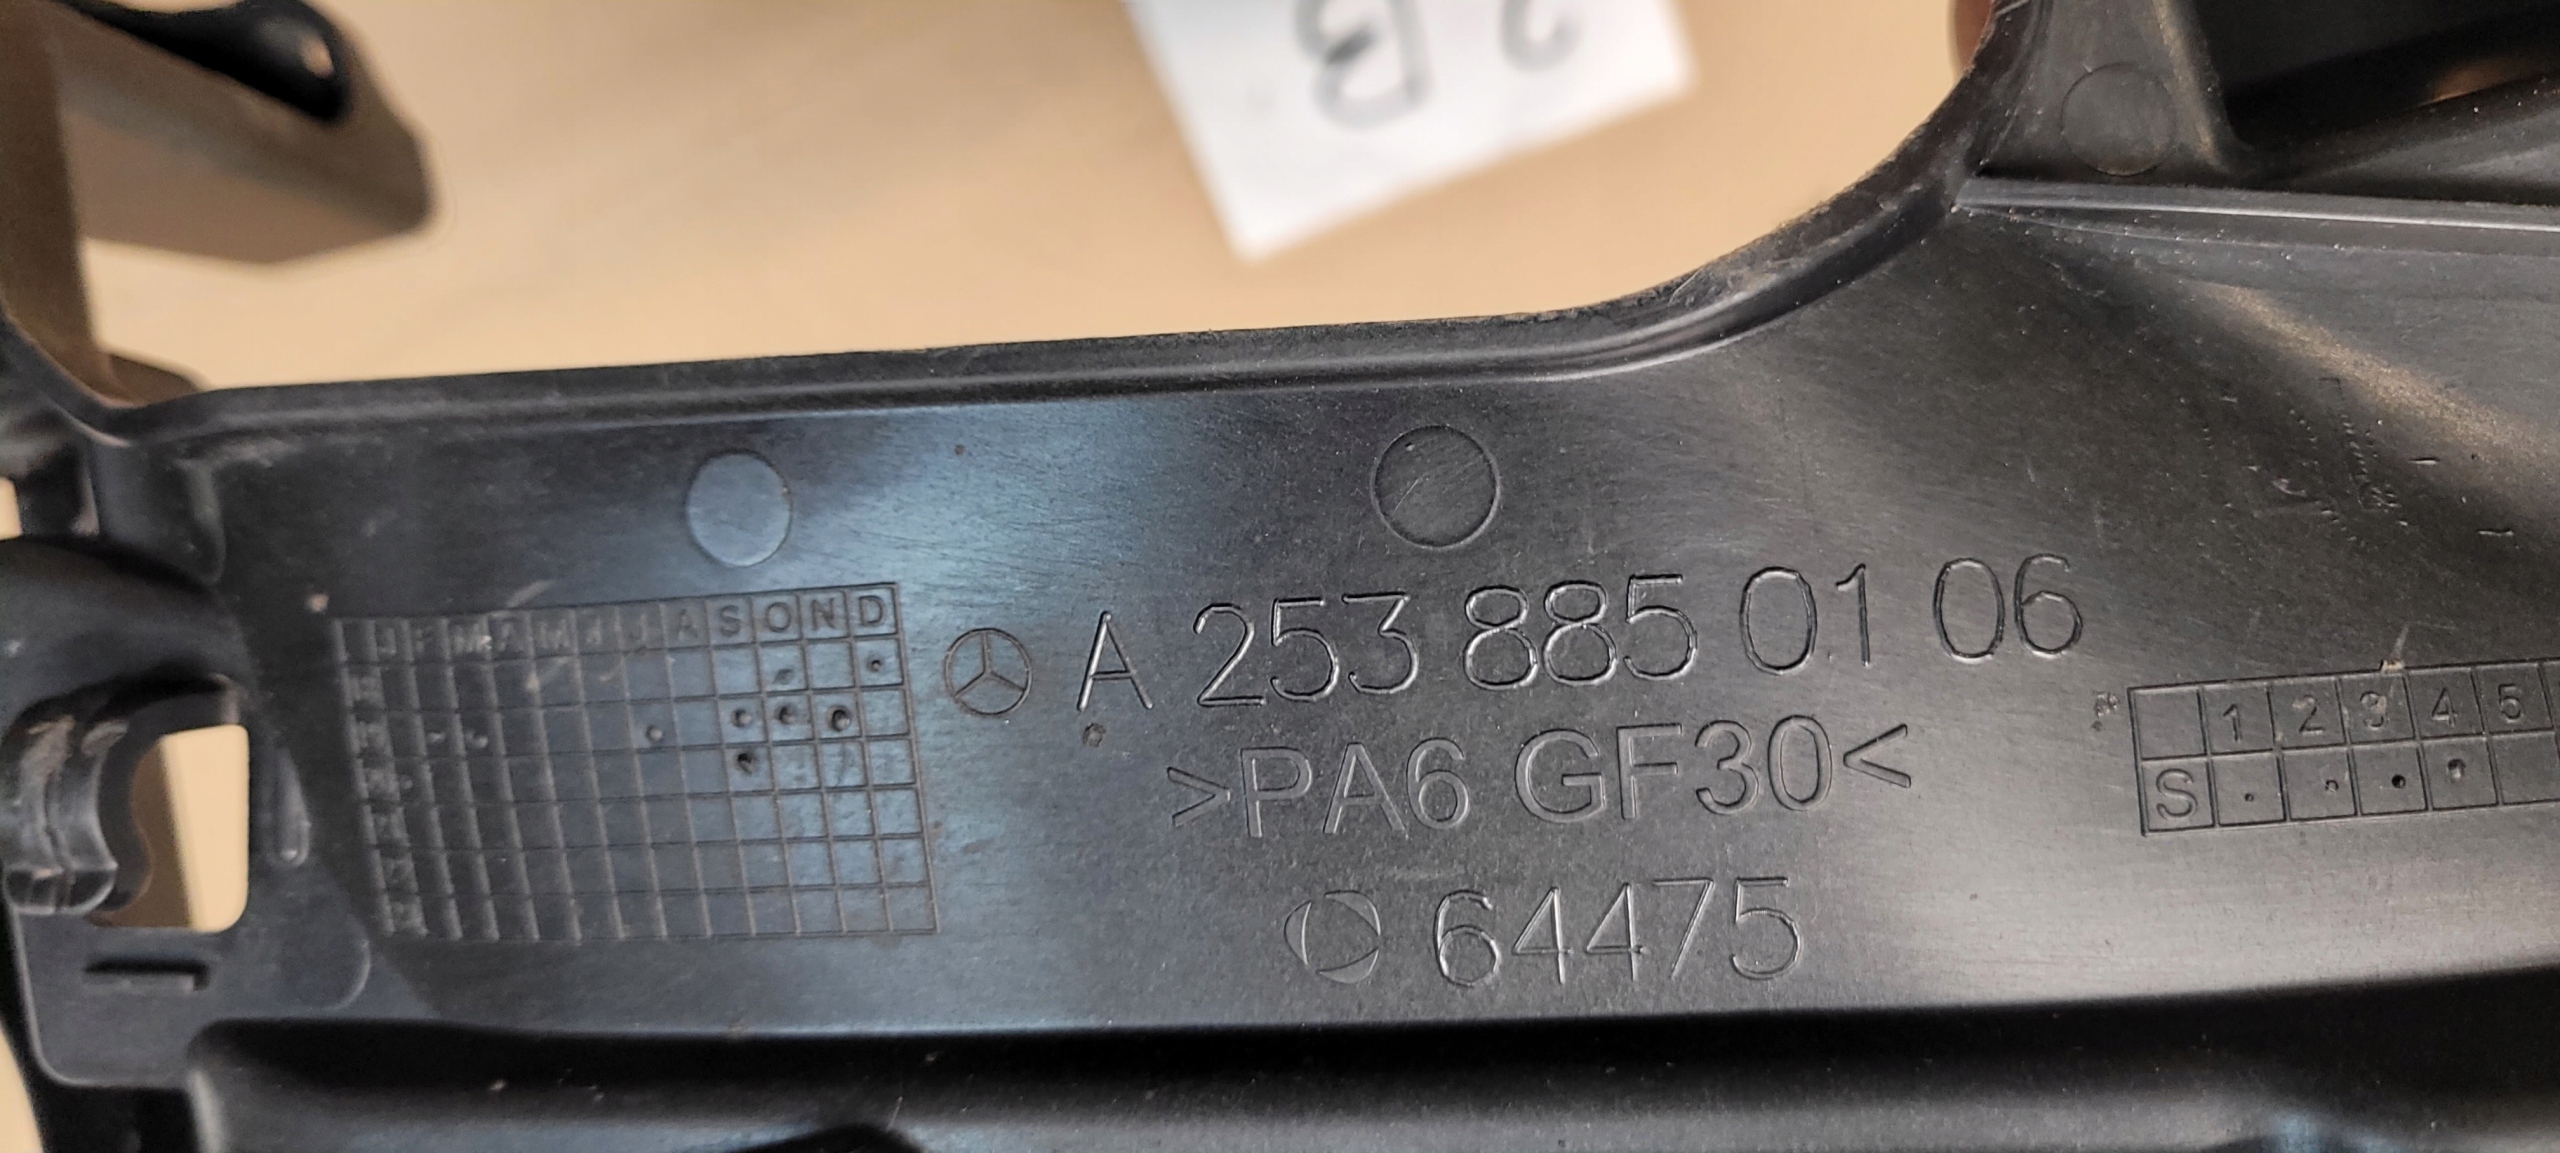 2B
J F M A M J J A S O N D
A 253 885 01 06
>PA6 GF30<
64475
1 2 3 4 5
S